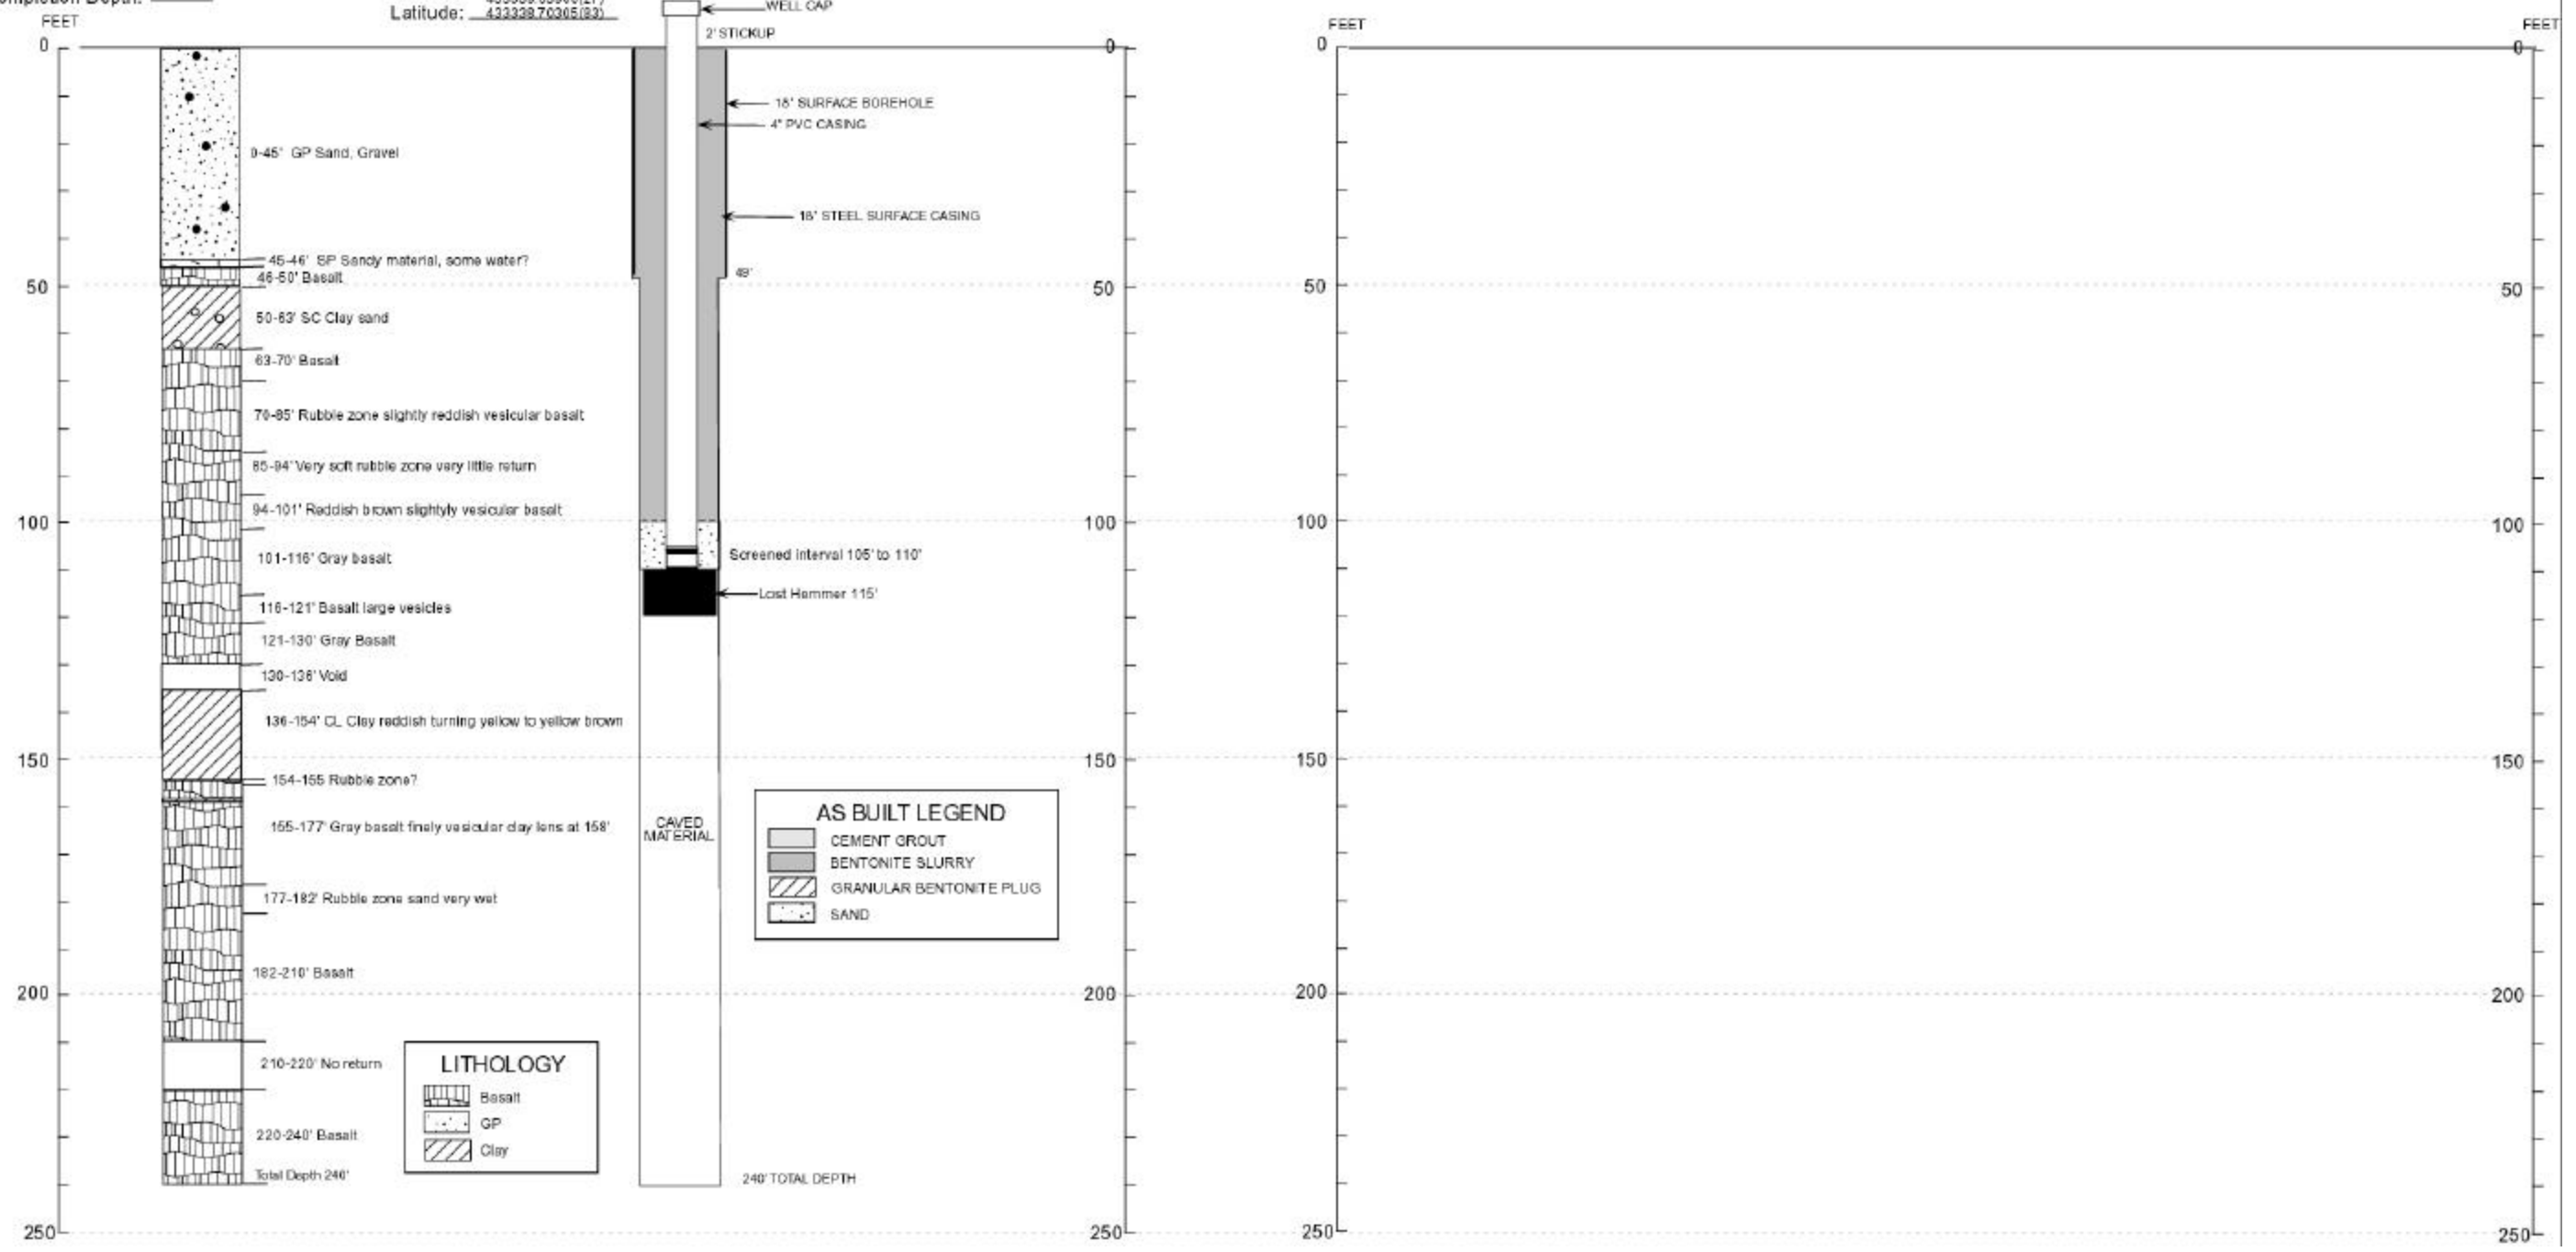 Completion Depth:
Latitude: 433338.70305(83)
WELL CAP
2' STICKUP
FEET
FEET
FEET
0
0
0
0
18" SURFACE BOREHOLE
4" PVC CASING
0-45' GP Sand, Gravel
16" STEEL SURFACE CASING
45-46' SP Sandy material, some water?
46-50' Basalt
48'
50
50
50
50
50-63' SC Clay sand
63-70' Basalt
70-85' Rubble zone slightly reddish vesicular basalt
85-94' Very soft rubble zone very little return
94-101' Reddish brown slightyly vesicular basalt
100
100
100
100
101-116' Gray basalt
Screened interval 105' to 110'
Lost Hammer 115'
116-121' Basalt large vesicles
121-130' Gray Basalt
130-136' Void
136-154' CL Clay reddish turning yellow to yellow brown
150
150
150
150
154-155 Rubble zone?
155-177' Gray basalt finely vesicular clay lens at 158'
CAVED
MATERIAL
AS BUILT LEGEND
CEMENT GROUT
BENTONITE SLURRY
GRANULAR BENTONITE PLUG
SAND
177-182' Rubble zone sand very wet
182-210' Basalt
200
200
200
200
210-220' No return
LITHOLOGY
Basalt
GP
Clay
220-240' Basalt
Total Depth 240'
240' TOTAL DEPTH
250
250
250
250